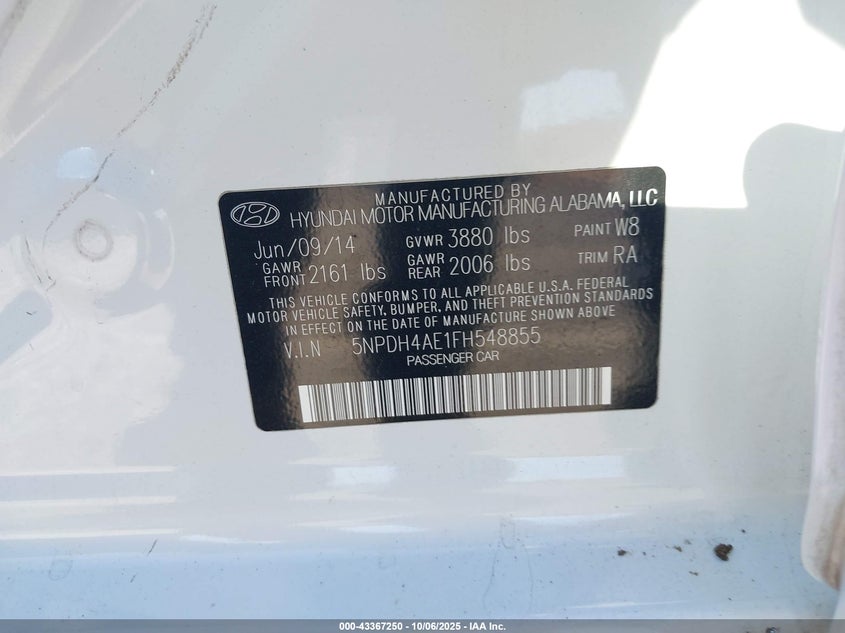 MANUFACTURED BY
HYUNDAI MOTOR MANUFACTURING ALABAMA, LLC
Jun/09/14 GVWR 3880 lbs PAINT W8
GAWR FRONT 2161 lbs GAWR REAR 2006 lbs TRIM RA
THIS VEHICLE CONFORMS TO ALL APPLICABLE U.S.A. FEDERAL
MOTOR VEHICLE SAFETY, BUMPER, AND THEFT PREVENTION STANDARDS
IN EFFECT ON THE DATE OF MANUFACTURE SHOWN ABOVE
V.I.N 5NPDH4AE1FH548855
PASSENGER CAR
000-43367250 - 10/06/2025 - IAA Inc.